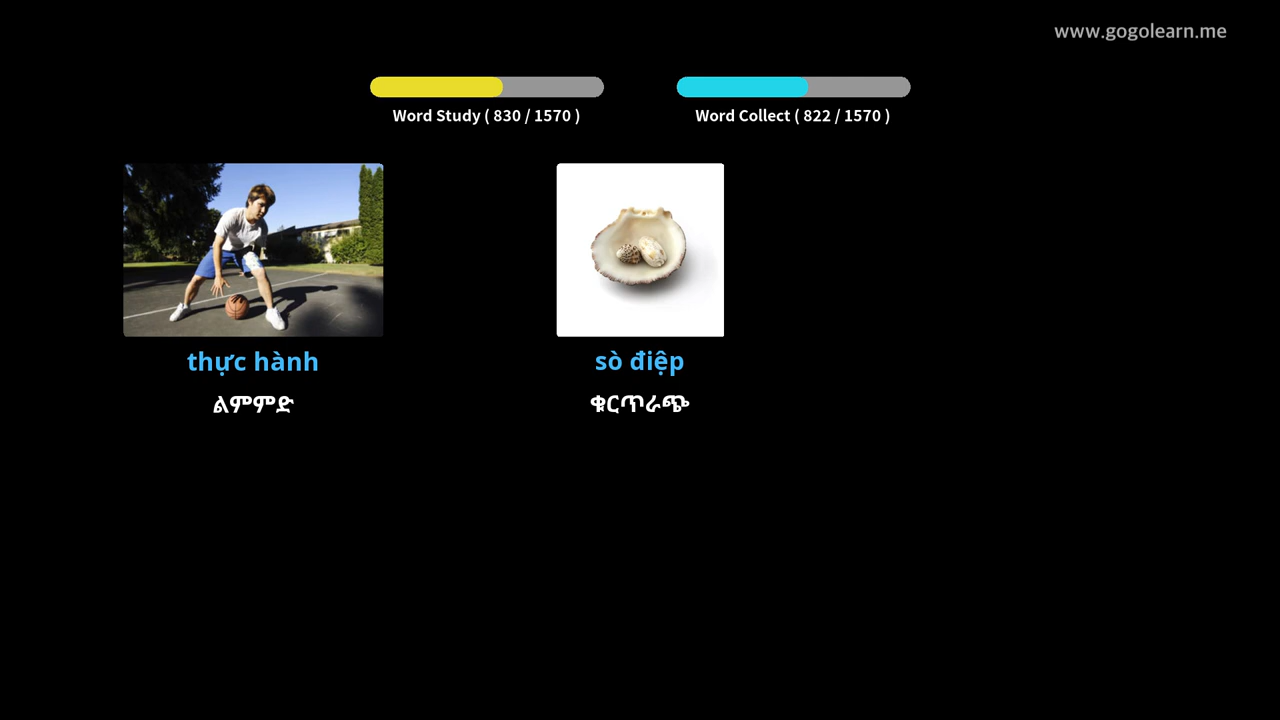 www.gogolearn.me
Word Study ( 830 / 1570 )
Word Collect ( 822 / 1570 )
thực hành
ልምምድ
sò điệp
ቁርጥራጭ